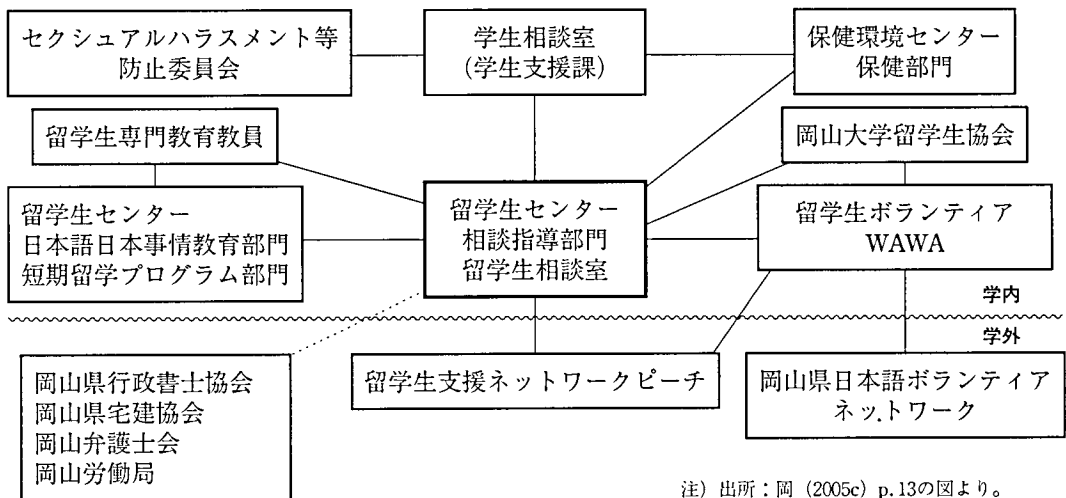 セクシュアルハラスメント等
防止委員会
学生相談室
(学生支援課)
保健環境センター
保健部門
留学生専門教育教員
岡山大学留学生協会
留学生センター
日本語日本事情教育部門
短期留学プログラム部門
留学生センター
相談指導部門
留学生相談室
留学生ボランティア
WAWA
学内
学外
岡山県行政書士協会
岡山県宅建協会
岡山弁護士会
岡山労働局
留学生支援ネットワークピーチ
岡山県日本語ボランティア
ネットワーク
注）出所：岡（2005c）p.13の図より。